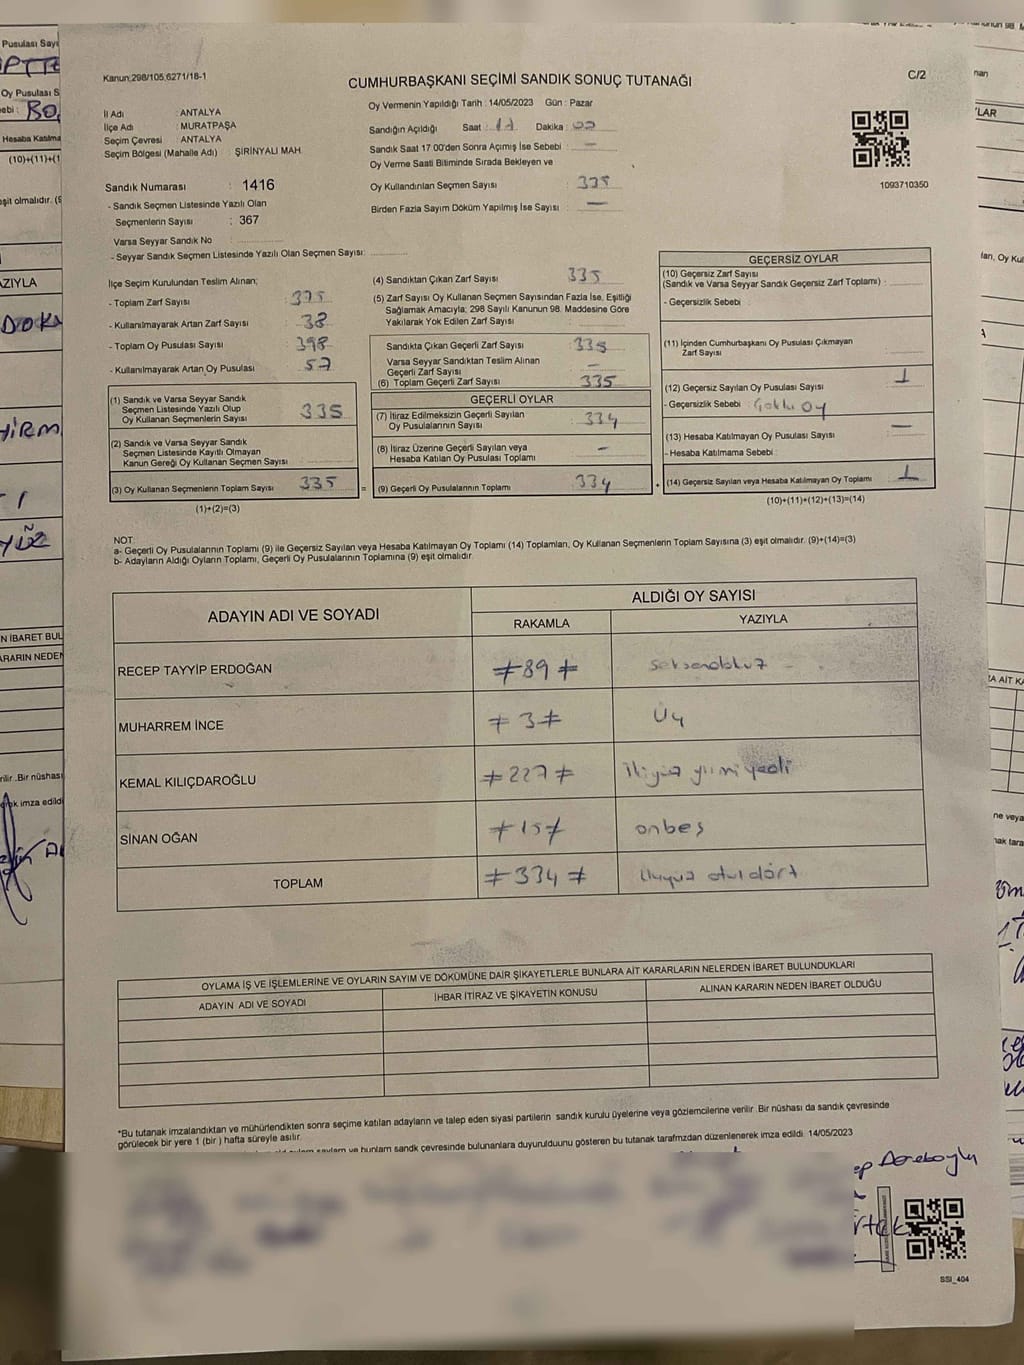 Kanun:298/105,6271/18-1
CUMHURBAŞKANI SEÇİMİ SANDIK SONUÇ TUTANAĞI
C/2
İl Adı : ANTALYA
İlçe Adı : MURATPAŞA
Seçim Çevresi : ANTALYA
Seçim Bölgesi (Mahalle Adı) : ŞİRİNYALI MAH.
Oy Vermenin Yapıldığı Tarih : 14/05/2023 Gün : Pazar
Sandığın Açıldığı Saat : 17 Dakika : 00
Sandık Saat 17:00'den Sonra Açımış İse Sebebi : —
Oy Verme Saati Bitiminde Sırada Bekleyen ve
Oy Kullandırılan Seçmen Sayısı : 335
Birden Fazla Sayım Döküm Yapılmış İse Sayısı : —
1093710350
Sandık Numarası : 1416
- Sandık Seçmen Listesinde Yazılı Olan
Seçmenlerin Sayısı : 367
Varsa Seyyar Sandık No
- Seyyar Sandık Seçmen Listesinde Yazılı Olan Seçmen Sayısı:
İlçe Seçim Kurulundan Teslim Alınan;
- Toplam Zarf Sayısı : 375
- Kullanılmayarak Artan Zarf Sayısı : 38
- Toplam Oy Pusulası Sayısı : 398
- Kullanılmayarak Artan Oy Pusulası : 57
(1) Sandık ve Varsa Seyyar Sandık
Seçmen Listesinde Yazılı Olup
Oy Kullanan Seçmenlerin Sayısı : 335
(2) Sandık ve Varsa Seyyar Sandık
Seçmen Listesinde Kayıtlı Olmayan
Kanun Gereği Oy Kullanan Seçmen Sayısı :
(3) Oy Kullanan Seçmenlerin Toplam Sayısı : 335
(1)+(2)=(3)
(4) Sandıktan Çıkan Zarf Sayısı : 335
(5) Zarf Sayısı Oy Kullanan Seçmen Sayısından Fazla İse, Eşitliği
Sağlamak Amacıyla; 298 Sayılı Kanunun 98. Maddesine Göre
Yakılarak Yok Edilen Zarf Sayısı :
Sandıkta Çıkan Geçerli Zarf Sayısı : 335
Varsa Seyyar Sandıktan Teslim Alınan
Geçerli Zarf Sayısı : —
(6) Toplam Geçerli Zarf Sayısı : 335
GEÇERLİ OYLAR
(7) İtiraz Edilmeksizin Geçerli Sayılan
Oy Pusulalarının Sayısı : 334
(8) İtiraz Üzerine Geçerli Sayılan veya
Hesaba Katılan Oy Pusulası Toplamı : —
= (9) Geçerli Oy Pusulalarının Toplamı : 334
GEÇERSİZ OYLAR
(10) Geçersiz Zarf Sayısı
(Sandık ve Varsa Seyyar Sandık Geçersiz Zarf Toplamı) :
- Geçersizlik Sebebi :
(11) İçinden Cumhurbaşkanı Oy Pusulası Çıkmayan
Zarf Sayısı
(12) Geçersiz Sayılan Oy Pusulası Sayısı : 1
- Geçersizlik Sebebi : Çoklu Oy
(13) Hesaba Katılmayan Oy Pusulası Sayısı : —
- Hesaba Katılmama Sebebi :
+ (14) Geçersiz Sayılan veya Hesaba Katılmayan Oy Toplamı : 1
(10)+(11)+(12)+(13)=(14)
NOT:
a- Geçerli Oy Pusulalarının Toplamı (9) ile Geçersiz Sayılan veya Hesaba Katılmayan Oy Toplamı (14) Toplamları, Oy Kullanan Seçmenlerin Toplam Sayısına (3) eşit olmalıdır. (9)+(14)=(3)
b- Adayların Aldığı Oyların Toplamı, Geçerli Oy Pusulalarının Toplamına (9) eşit olmalıdır.
ADAYIN ADI VE SOYADI
ALDIĞI OY SAYISI
RAKAMLA YAZIYLA
RECEP TAYYİP ERDOĞAN ≠ 89 ≠ seksendokuz
MUHARREM İNCE ≠ 3 ≠ Üç
KEMAL KILIÇDAROĞLU ≠ 227 ≠ ikiyüz yirmi yedi
SİNAN OĞAN ≠ 15 ≠ onbeş
TOPLAM ≠ 334 ≠ üçyüz otuzdört
OYLAMA İŞ VE İŞLEMLERİNE VE OYLARIN SAYIM VE DÖKÜMÜNE DAİR ŞİKAYETLERLE BUNLARA AİT KARARLARIN NELERDEN İBARET BULUNDUKLARI
ADAYIN ADI VE SOYADI İHBAR İTİRAZ VE ŞİKAYETİN KONUSU ALINAN KARARIN NEDEN İBARET OLDUĞU
*Bu tutanak imzalandıktan ve mühürlendikten sonra seçime katılan adayların ve talep eden siyasi partilerin sandık kurulu üyelerine veya gözlemcilerine verilir. Bir nüshası da sandık çevresinde
görülecek bir yere 1 (bir) hafta süreyle asılır.
sandk çevresinde bulunanlara duyurulduunu gösteren bu tutanak tarafmzdan düzenlenerek imza edildi. 14/05/2023
SSI_404